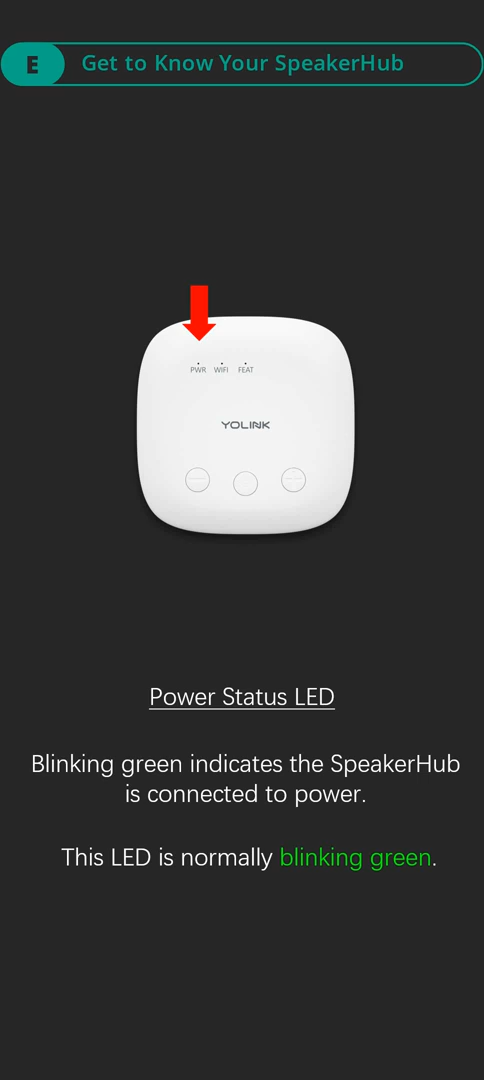 E Get to Know Your SpeakerHub
PWR WIFI FEAT
YOLINK
Power Status LED
Blinking green indicates the SpeakerHub
is connected to power.
This LED is normally blinking green.